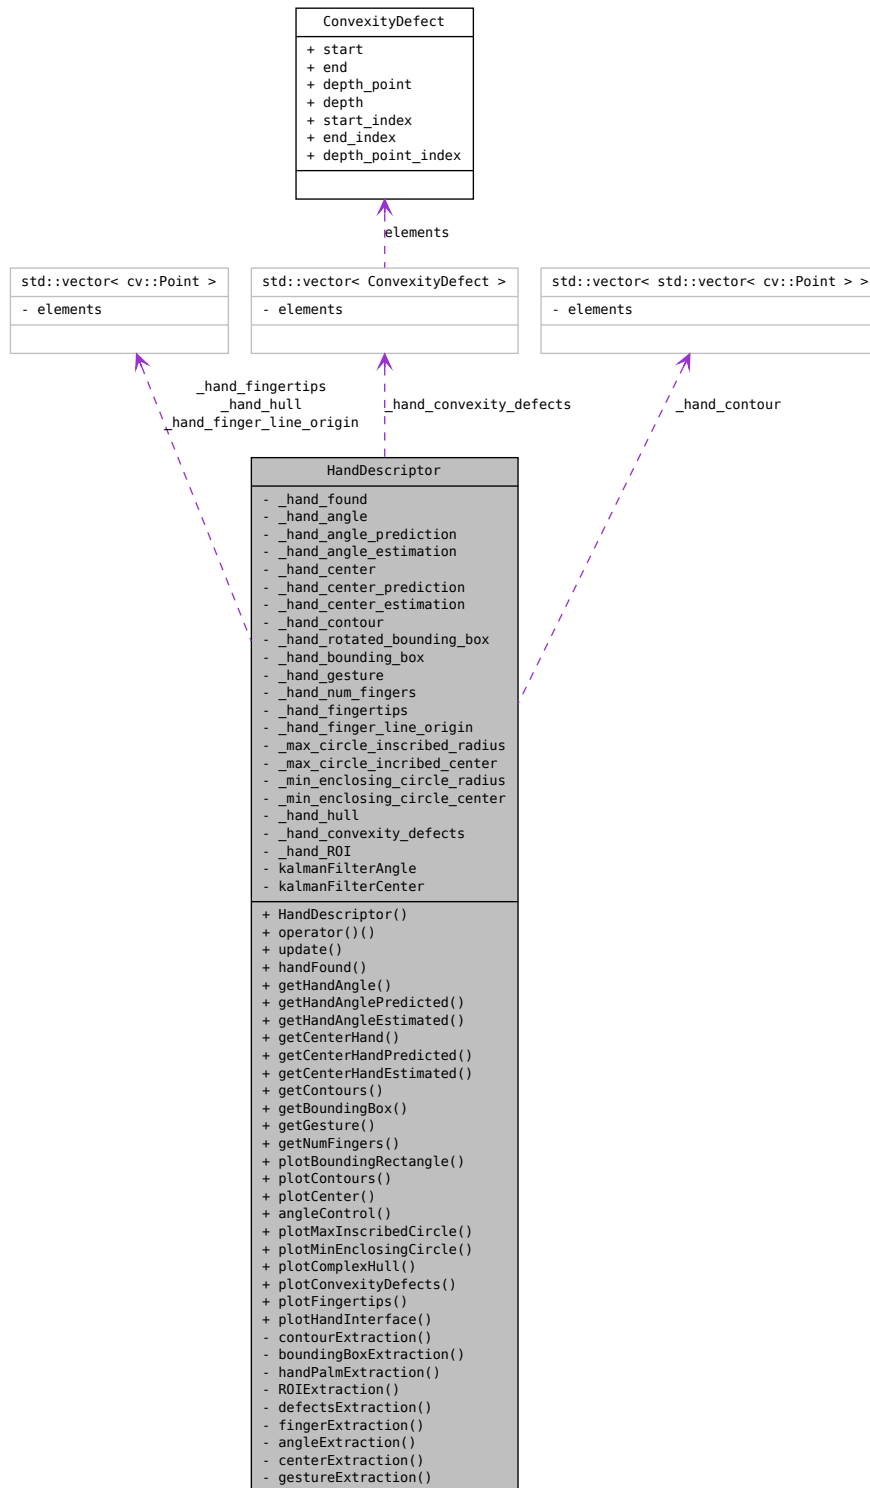 ConvexityDefect
+ start
+ end
+ depth_point
+ depth
+ start_index
+ end_index
+ depth_point_index
elements
std::vector< cv::Point >
- elements
std::vector< ConvexityDefect >
- elements
std::vector< std::vector< cv::Point > >
- elements
_hand_fingertips
_hand_hull
_hand_finger_line_origin
_hand_convexity_defects
_hand_contour
HandDescriptor
- _hand_found
- _hand_angle
- _hand_angle_prediction
- _hand_angle_estimation
- _hand_center
- _hand_center_prediction
- _hand_center_estimation
- _hand_contour
- _hand_rotated_bounding_box
- _hand_bounding_box
- _hand_gesture
- _hand_num_fingers
- _hand_fingertips
- _hand_finger_line_origin
- _max_circle_inscribed_radius
- _max_circle_incribed_center
- _min_enclosing_circle_radius
- _min_enclosing_circle_center
- _hand_hull
- _hand_convexity_defects
- _hand_ROI
- kalmanFilterAngle
- kalmanFilterCenter
+ HandDescriptor()
+ operator()()
+ update()
+ handFound()
+ getHandAngle()
+ getHandAnglePredicted()
+ getHandAngleEstimated()
+ getCenterHand()
+ getCenterHandPredicted()
+ getCenterHandEstimated()
+ getContours()
+ getBoundingBox()
+ getGesture()
+ getNumFingers()
+ plotBoundingRectangle()
+ plotContours()
+ plotCenter()
+ angleControl()
+ plotMaxInscribedCircle()
+ plotMinEnclosingCircle()
+ plotComplexHull()
+ plotConvexityDefects()
+ plotFingertips()
+ plotHandInterface()
- contourExtraction()
- boundingBoxExtraction()
- handPalmExtraction()
- ROIExtraction()
- defectsExtraction()
- fingerExtraction()
- angleExtraction()
- centerExtraction()
- gestureExtraction()